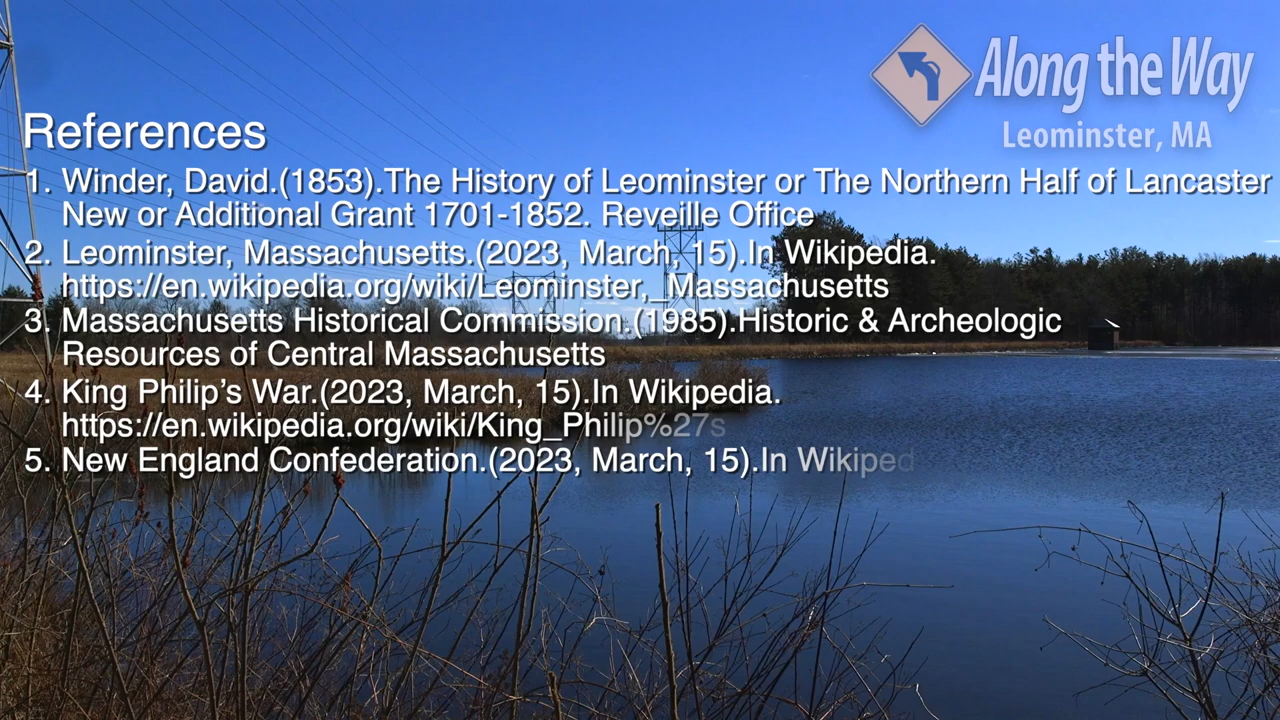 Along the Way
Leominster, MA
References
1. Winder, David.(1853).The History of Leominster or The Northern Half of Lancaster
New or Additional Grant 1701-1852. Reveille Office
2. Leominster, Massachusetts.(2023, March, 15).In Wikipedia.
https://en.wikipedia.org/wiki/Leominster,_Massachusetts
3. Massachusetts Historical Commission.(1985).Historic & Archeologic
Resources of Central Massachusetts
4. King Philip’s War.(2023, March, 15).In Wikipedia.
https://en.wikipedia.org/wiki/King_Philip%27s
5. New England Confederation.(2023, March, 15).In Wikiped